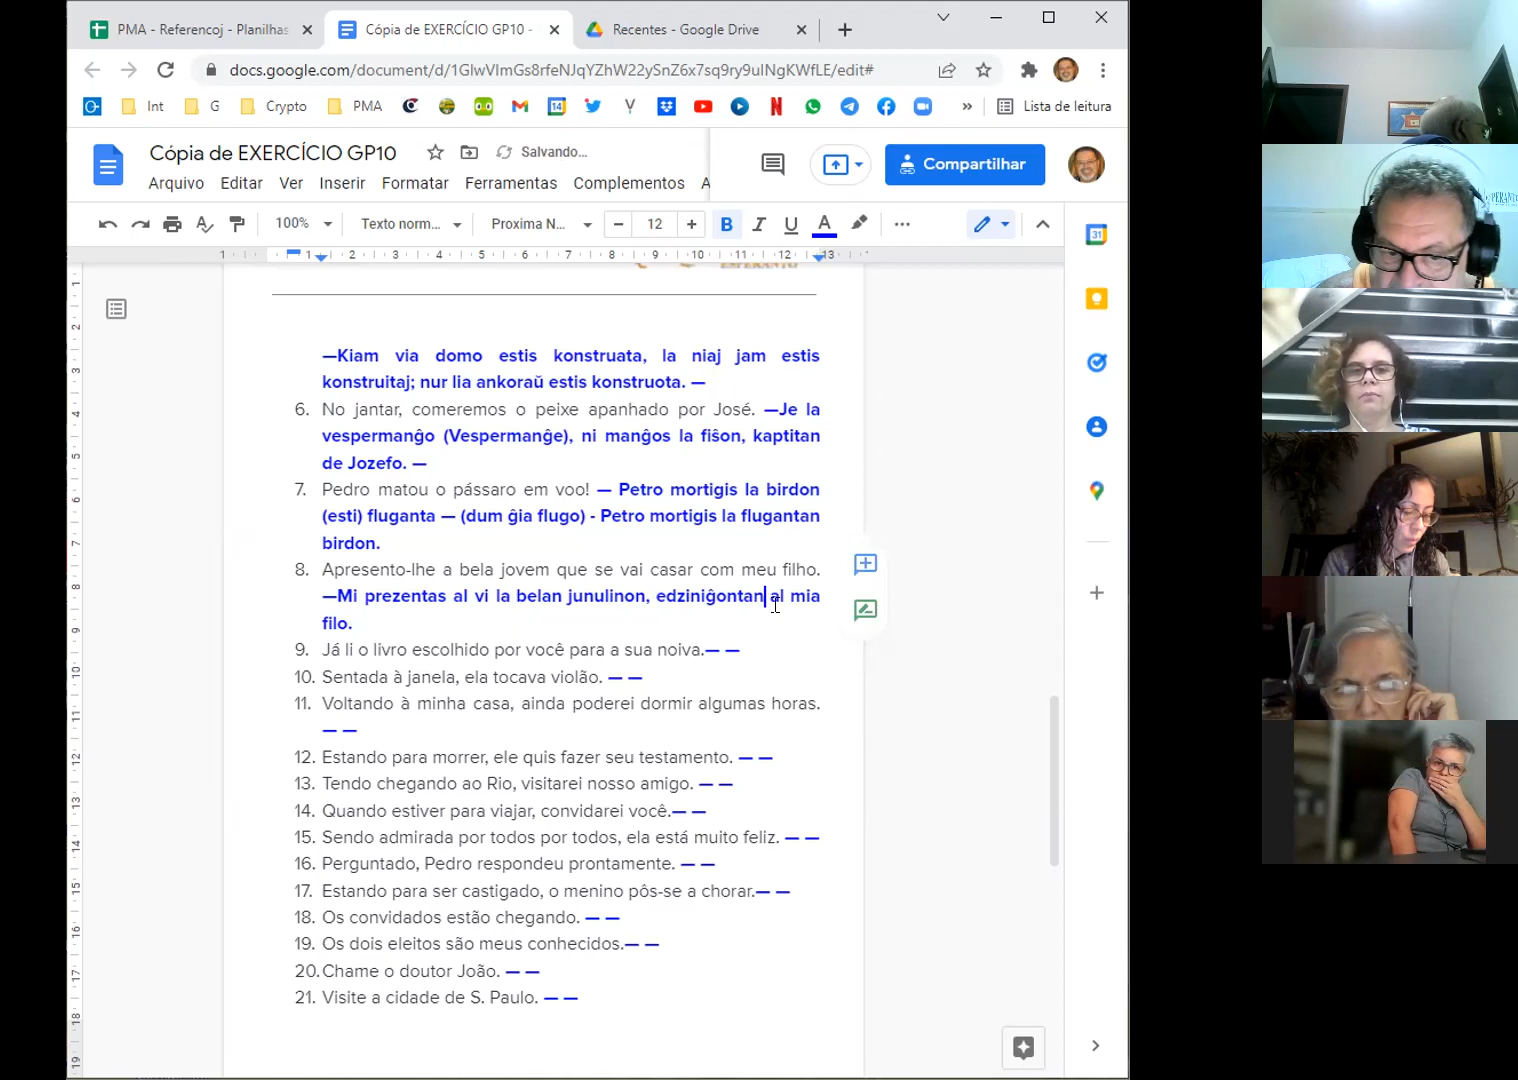 PMA - Referencoj - Planilhas
Cópia de EXERCÍCIO GP10 -
Recentes - Google Drive
docs.google.com/document/d/1GlwVlmGs8rfeNJqYZhW22ySnZ6x7sq9ry9ulNgKWfLE/edit#
Int
G
Crypto
PMA
Lista de leitura
Cópia de EXERCÍCIO GP10
Salvando...
Compartilhar
Arquivo Editar Ver Inserir Formatar Ferramentas Complementos A
100% Texto norm... Proxima N... 12
ESPERANTO
—Kiam via domo estis konstruata, la niaj jam estis
konstruitaj; nur lia ankoraŭ estis konstruota. —
6. No jantar, comeremos o peixe apanhado por José. —Je la
vespermanĝo (Vespermanĝe), ni manĝos la fiŝon, kaptitan
de Jozefo. —
7. Pedro matou o pássaro em voo! — Petro mortigis la birdon
(esti) fluganta — (dum ĝia flugo) - Petro mortigis la flugantan
birdon.
8. Apresento-lhe a bela jovem que se vai casar com meu filho.
—Mi prezentas al vi la belan junulinon, edziniĝontan al mia
filo.
9. Já li o livro escolhido por você para a sua noiva.— —
10. Sentada à janela, ela tocava violão. — —
11. Voltando à minha casa, ainda poderei dormir algumas horas.
— —
12. Estando para morrer, ele quis fazer seu testamento. — —
13. Tendo chegando ao Rio, visitarei nosso amigo. — —
14. Quando estiver para viajar, convidarei você.— —
15. Sendo admirada por todos por todos, ela está muito feliz. — —
16. Perguntado, Pedro respondeu prontamente. — —
17. Estando para ser castigado, o menino pôs-se a chorar.— —
18. Os convidados estão chegando. — —
19. Os dois eleitos são meus conhecidos.— —
20. Chame o doutor João. — —
21. Visite a cidade de S. Paulo. — —